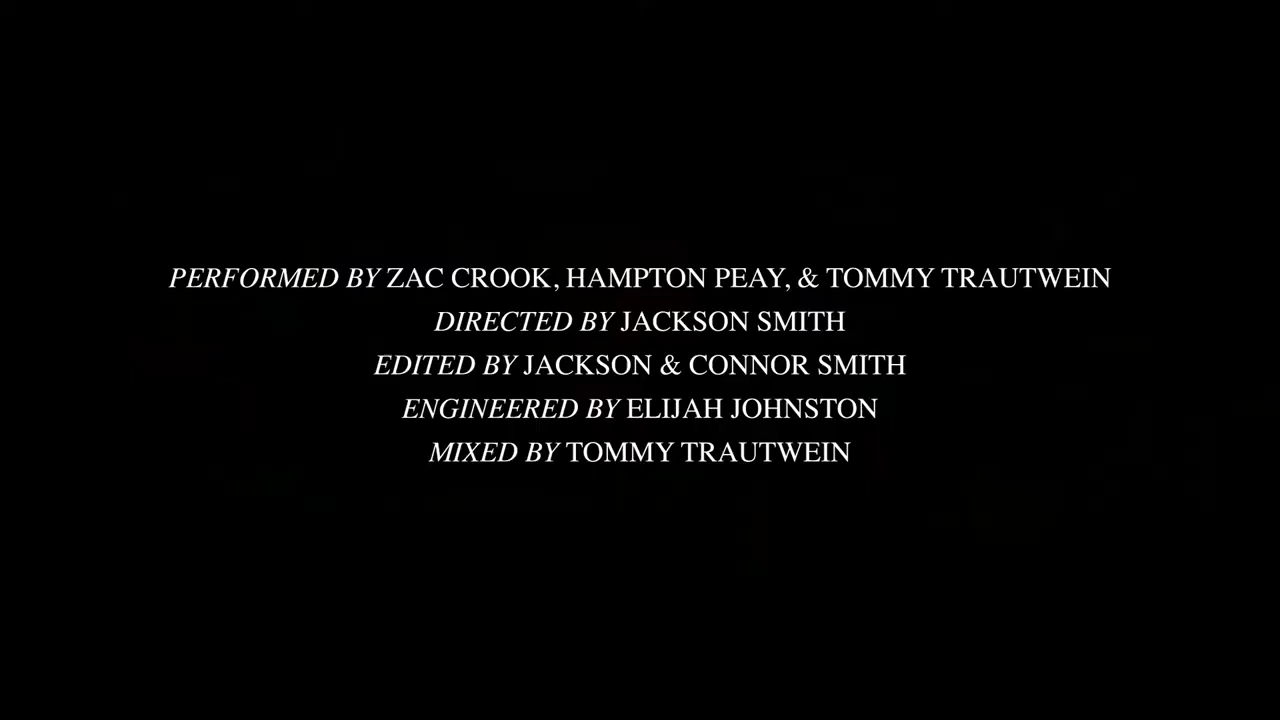 PERFORMED BY ZAC CROOK, HAMPTON PEAY, & TOMMY TRAUTWEIN
DIRECTED BY JACKSON SMITH
EDITED BY JACKSON & CONNOR SMITH
ENGINEERED BY ELIJAH JOHNSTON
MIXED BY TOMMY TRAUTWEIN